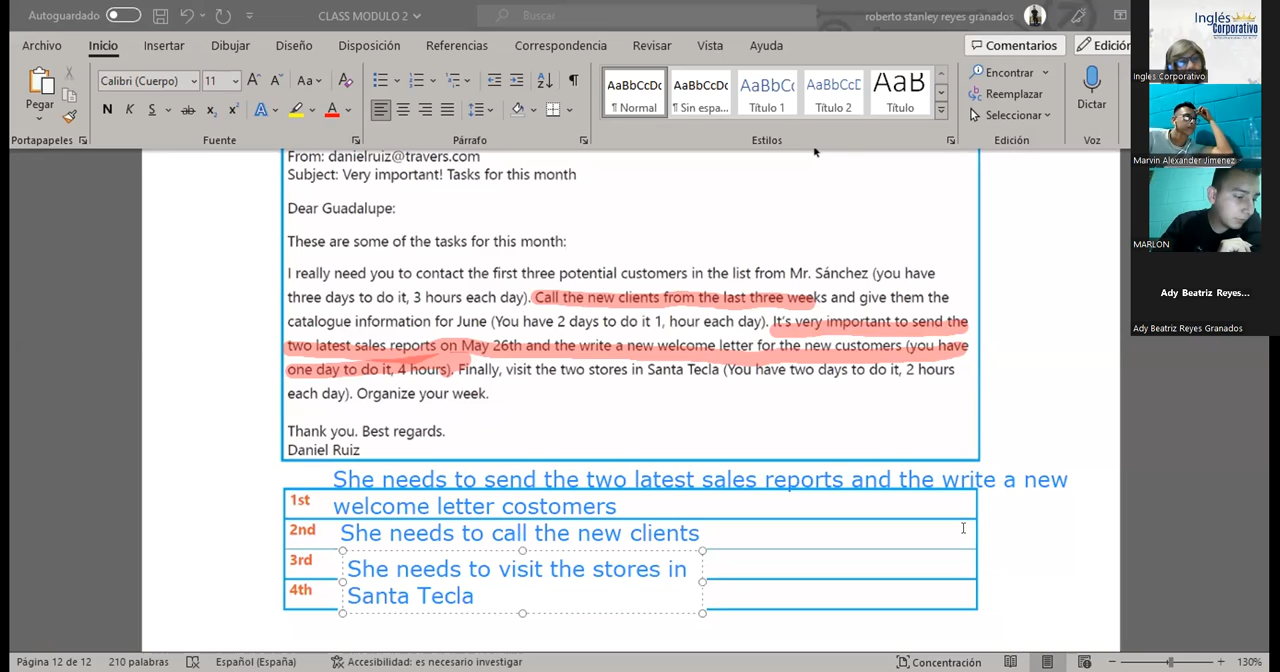 Autoguardado
CLASS MODULO 2
Buscar
roberto stanley reyes granados
Archivo Inicio Insertar Dibujar Diseño Disposición Referencias Correspondencia Revisar Vista Ayuda
Comentarios Edición
Pegar
Calibri (Cuerpo) 11
Aa
N K S ab x₂ x² A A
AaBbCcDc AaBbCcDc AaBbCc AaBbCcD AaB
¶ Normal ¶ Sin espa... Título 1 Título 2 Título
Encontrar
Reemplazar
Seleccionar
Dictar
Portapapeles Fuente Párrafo Estilos Edición Voz
Inglés
Corporativo
Ingles Corporativo
Marvin Alexander Jimenez
MARLON
Ady Beatriz Reyes...
Ady Beatriz Reyes Granados
From: danielruiz@travers.com
Subject: Very important! Tasks for this month
Dear Guadalupe:
These are some of the tasks for this month:
I really need you to contact the first three potential customers in the list from Mr. Sánchez (you have
three days to do it, 3 hours each day). Call the new clients from the last three weeks and give them the
catalogue information for June (You have 2 days to do it 1, hour each day). It's very important to send the
two latest sales reports on May 26th and the write a new welcome letter for the new customers (you have
one day to do it, 4 hours). Finally, visit the two stores in Santa Tecla (You have two days to do it, 2 hours
each day). Organize your week.
Thank you. Best regards.
Daniel Ruiz
She needs to send the two latest sales reports and the write a new
1st welcome letter costomers
2nd She needs to call the new clients
3rd She needs to visit the stores in
4th Santa Tecla
Página 12 de 12 210 palabras Español (España) Accesibilidad: es necesario investigar Concentración 130%